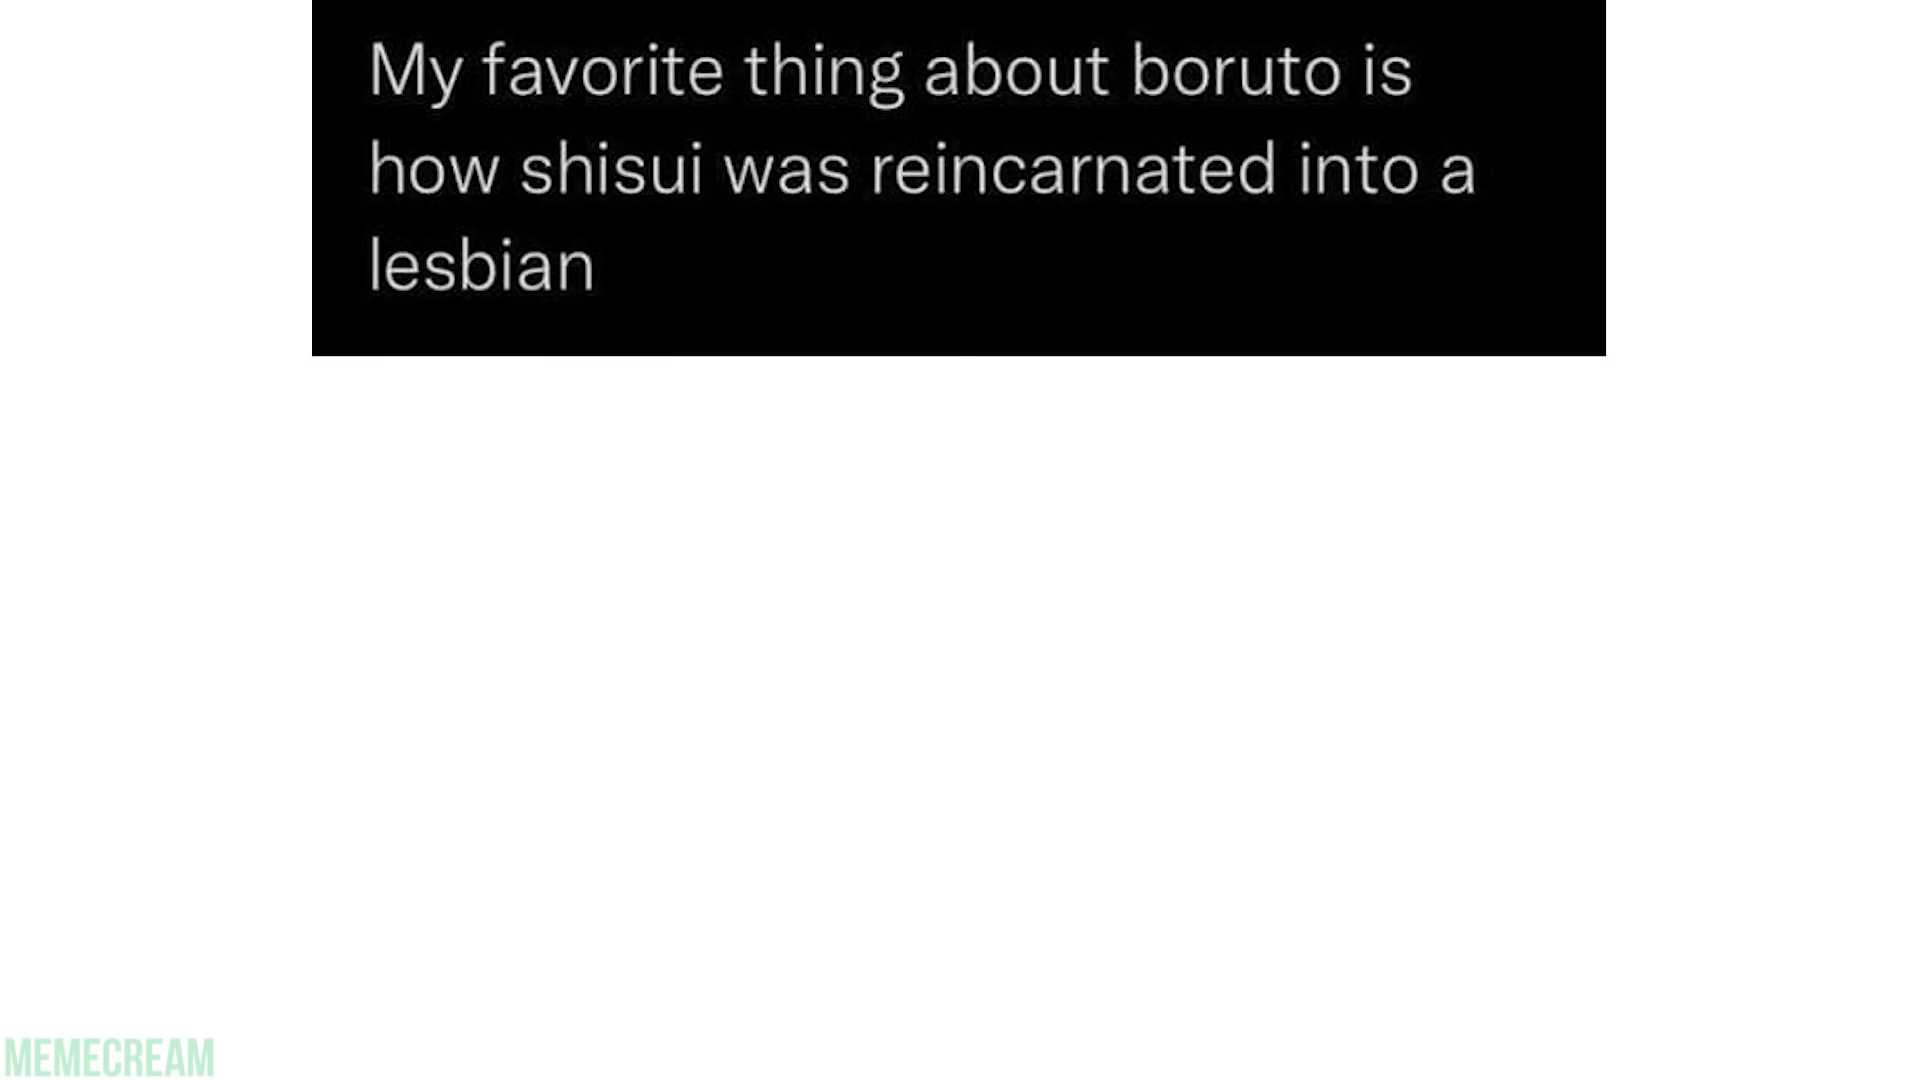 My favorite thing about boruto is
how shisui was reincarnated into a
lesbian
MEMECREAM